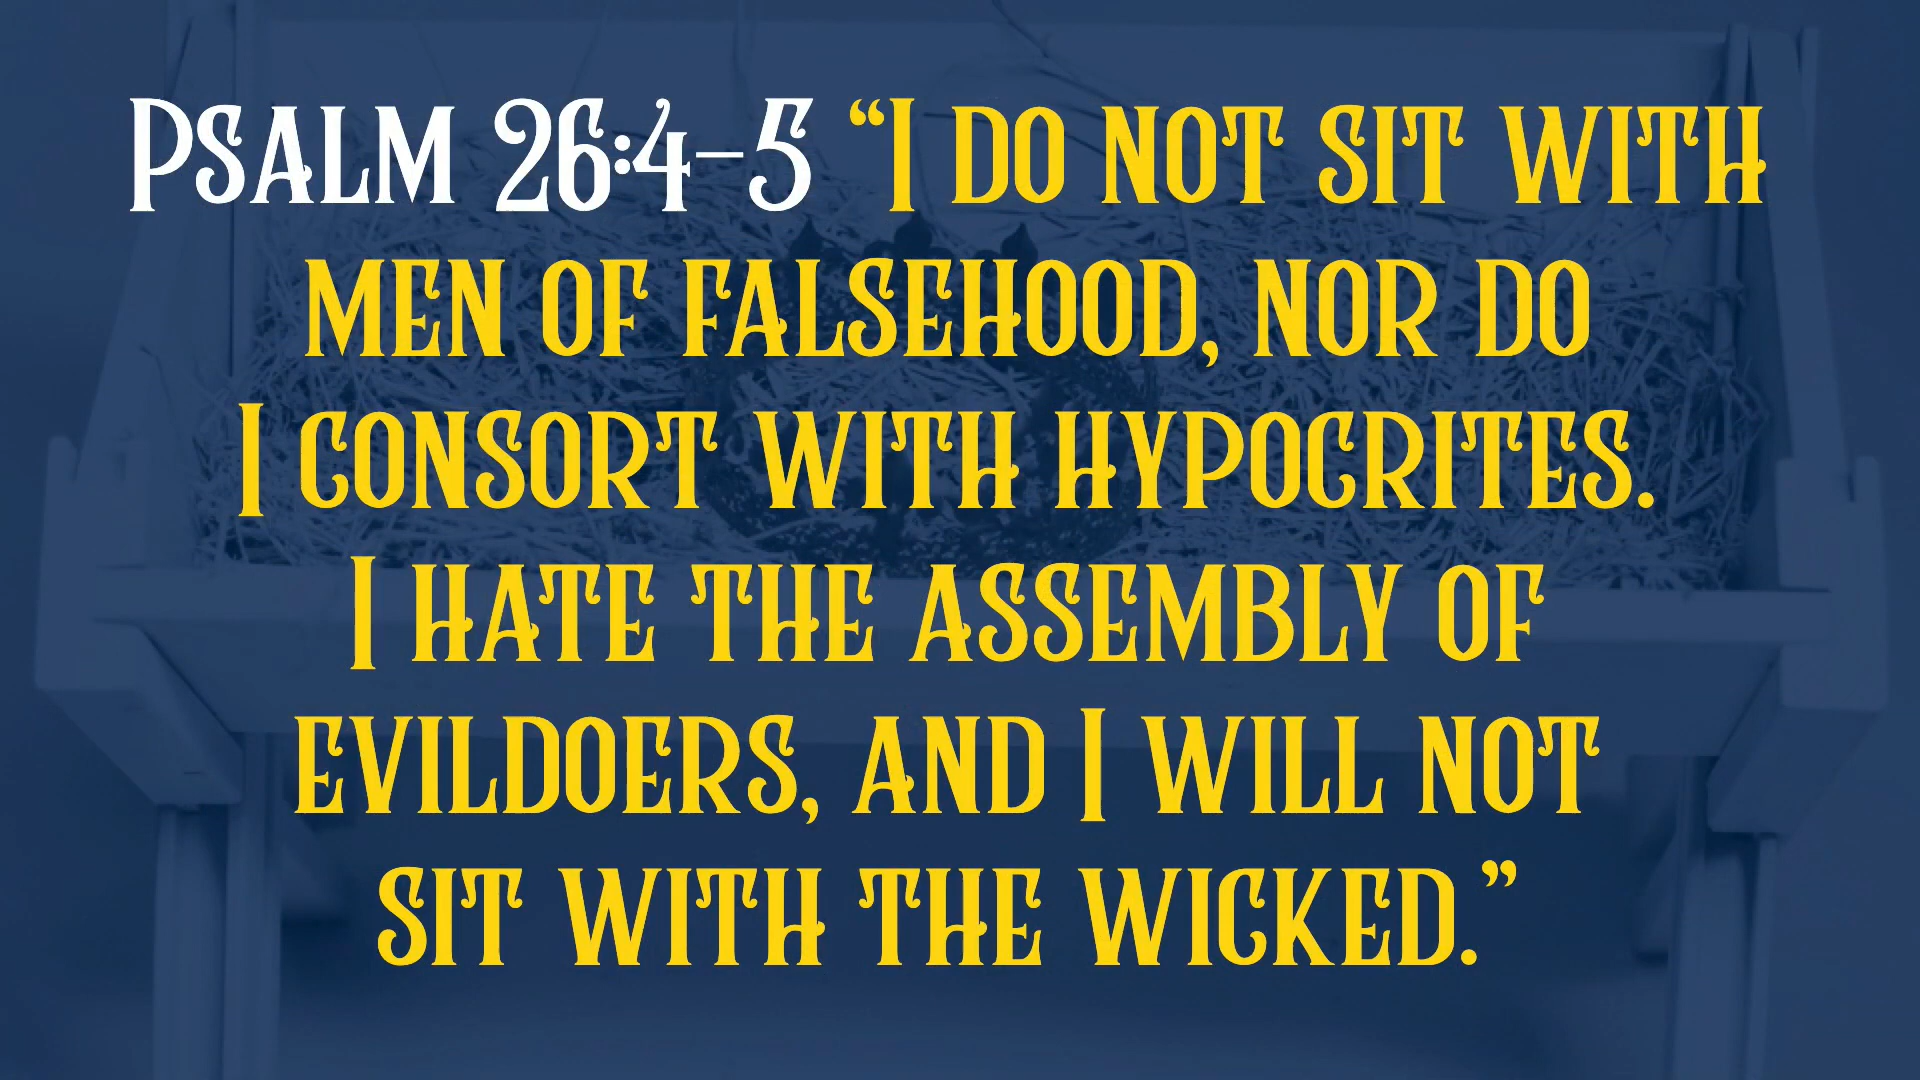 Psalm 26:4–5 “I do not sit with
men of falsehood, nor do
I consort with hypocrites.
I hate the assembly of
evildoers, and I will not
sit with the wicked.”